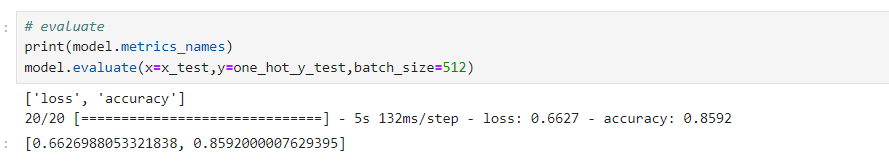 # evaluate
print(model.metrics_names)
model.evaluate(x=x_test,y=one_hot_y_test,batch_size=512)
['loss', 'accuracy']
20/20 [==============================] - 5s 132ms/step - loss: 0.6627 - accuracy: 0.8592
[0.6626988053321838, 0.8592000007629395]